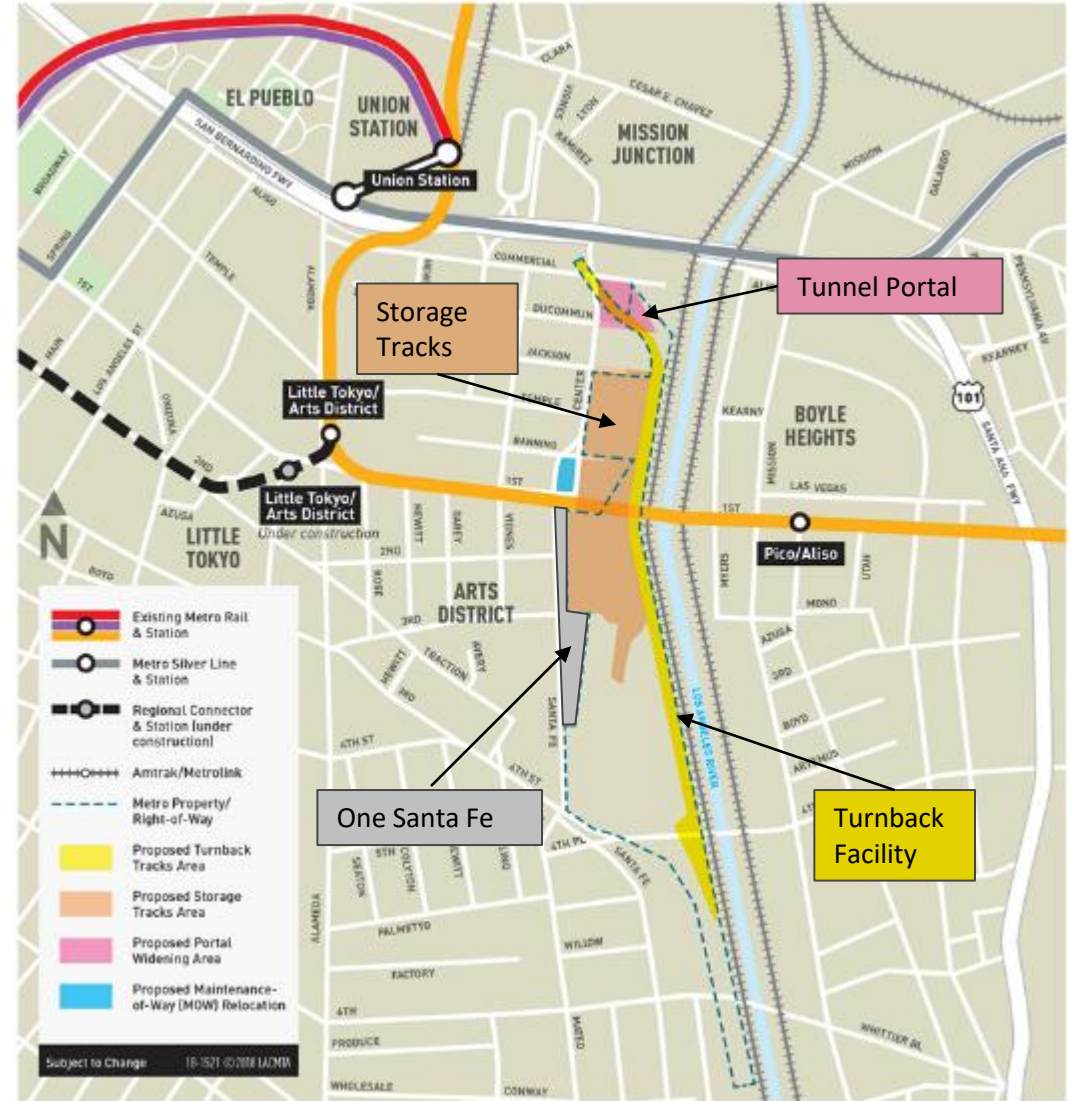 CLARA
VIGNES
LYON
RAMIREZ
CESAR E. CHAVEZ
EL PUEBLO
UNION
STATION
MISSION
JUNCTION
MISSION
GALARDO
SAN BERNARDINO FWY
BROADWAY
Union Station
ALISO
SPRING
1ST
TEMPLE
ALAMEDA
COMMERCIAL
DUCOMMUN
JACKSON
TEMPLE
CENTER
BANNING
Storage
Tracks
Tunnel Portal
PENNSYLVANIA AV
KEARNEY
101
SANTA ANA FWY
MAIN
LOS ANGELES ST
2ND
Little Tokyo/
Arts District
Little Tokyo/
Arts District
Under construction
KEARNY
BOYLE
HEIGHTS
MISSION
LAS VEGAS
1ST
1ST
Pico/Aliso
N
AZUSA
LITTLE
TOKYO
BOYD
HEWITT
GAREY
VIGNES
2ND
ROSE
ARTS
DISTRICT
3RD
TRACTION
AVERY
HEWITT
3RD
SANTA FE
4TH ST
4TH ST
MYERS
UTAH
MONO
AZUSA
3RD
BOYD
ARTEMUS
LOS ANGELES RIVER
One Santa Fe
Turnback
Facility
4TH PL
SANTA FE
5TH
SEATON
COLYTON
HEWITT
ALAMEDA
PALMETTO
WILLOW
FACTORY
6TH
MATEO
PRODUCE
WHOLESALE
CONWAY
WHITTIER BL
Existing Metro Rail
& Station
Metro Silver Line
& Station
Regional Connector
& Station (under
construction)
Amtrak/Metrolink
Metro Property/
Right-of-Way
Proposed Turnback
Tracks Area
Proposed Storage
Tracks Area
Proposed Portal
Widening Area
Proposed Maintenance-
of-Way (MOW) Relocation
Subject to Change
18-1521 ©2018 LACMTA